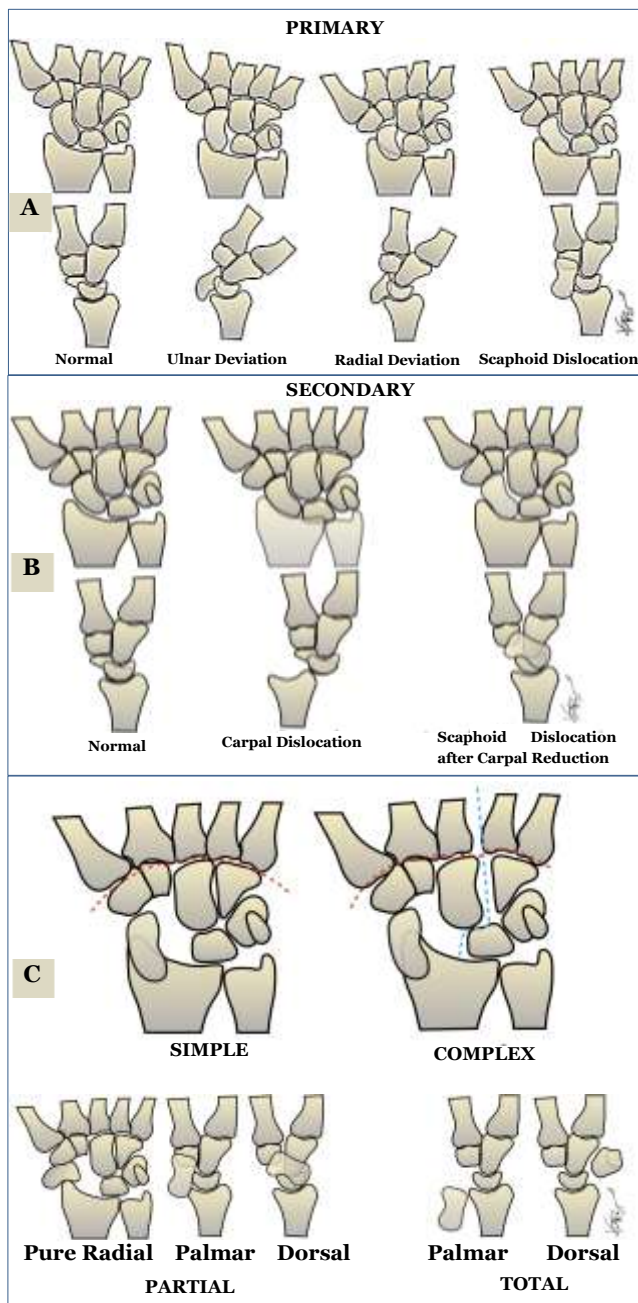 PRIMARY
A
Normal
Ulnar Deviation
Radial Deviation
Scaphoid Dislocation
SECONDARY
B
Normal
Carpal Dislocation
Scaphoid Dislocation
after Carpal Reduction
C
SIMPLE
COMPLEX
Pure Radial
Palmar
Dorsal
Palmar
Dorsal
PARTIAL
TOTAL